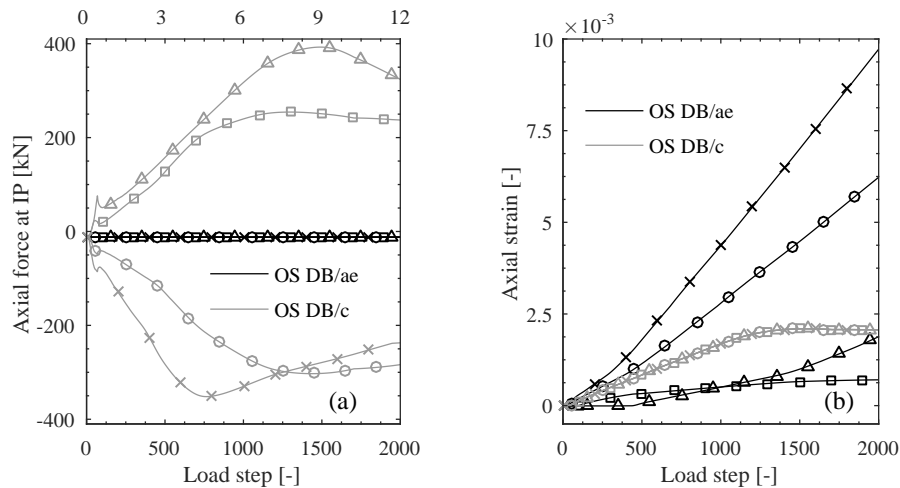 0 3 6 9 12
400
200
0
-200
-400
Axial force at IP [kN]
OS DB/ae
OS DB/c
(a)
0 500 1000 1500 2000
Load step [-]
10 ×10⁻³
7.5
5
2.5
0
Axial strain [-]
OS DB/ae
OS DB/c
(b)
0 500 1000 1500 2000
Load step [-]